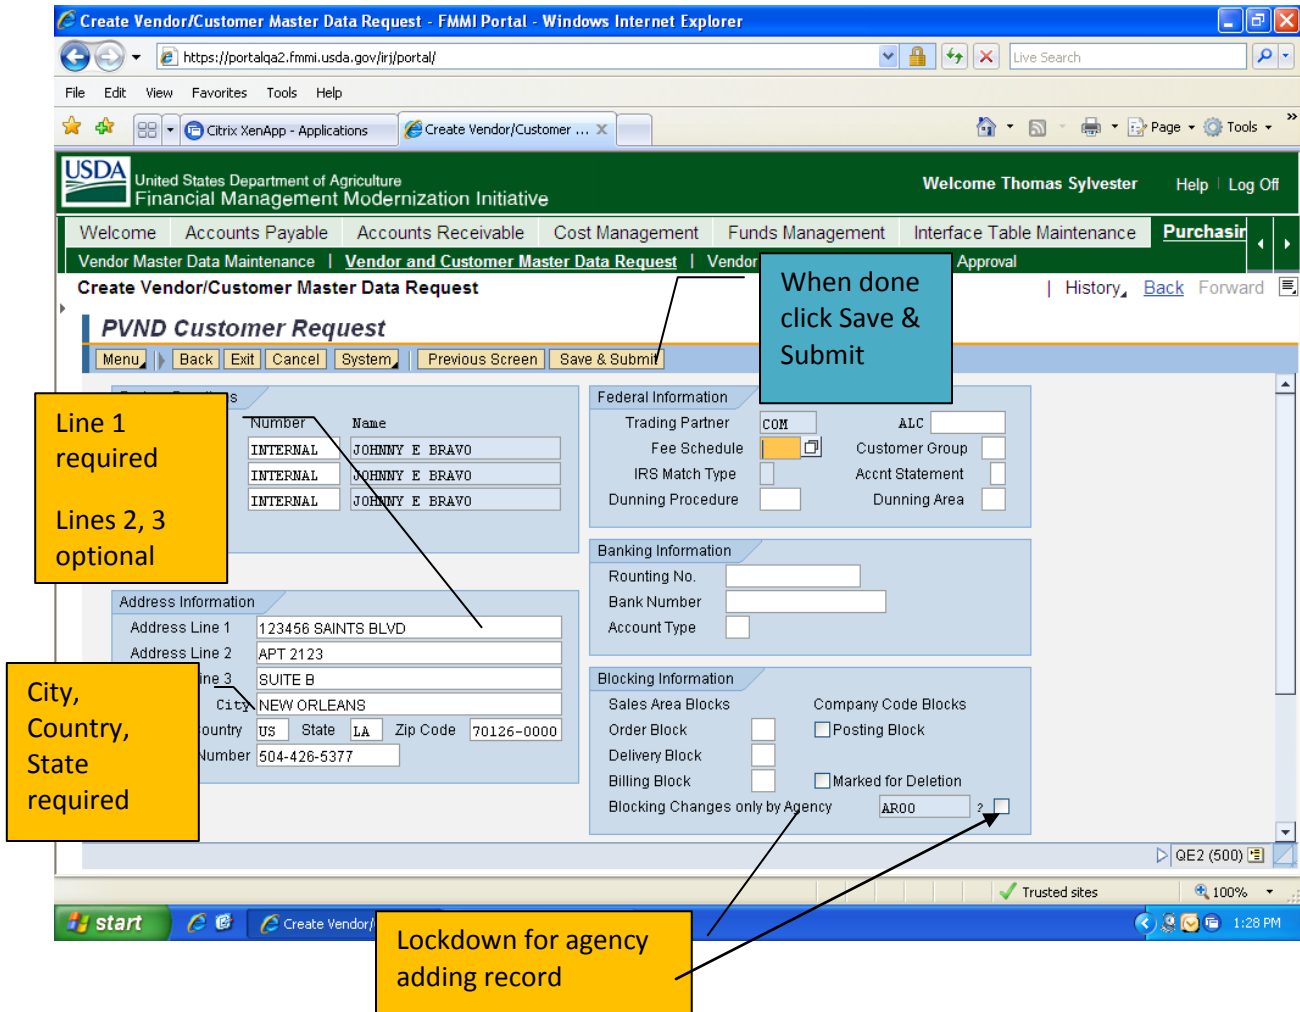 Create Vendor/Customer Master Data Request - FMMI Portal - Windows Internet Explorer
https://portalqa2.fmmi.usda.gov/irj/portal/
Live Search
File Edit View Favorites Tools Help
Citrix XenApp - Applications
Create Vendor/Customer ... X
Page Tools »
USDA
United States Department of Agriculture
Financial Management Modernization Initiative
Welcome Thomas Sylvester Help | Log Off
Welcome Accounts Payable Accounts Receivable Cost Management Funds Management Interface Table Maintenance Purchasin
Vendor Master Data Maintenance | Vendor and Customer Master Data Request | Vendor Approval
Create Vendor/Customer Master Data Request
| History Back Forward
When done
click Save &
Submit
PVND Customer Request
Menu Back Exit Cancel System Previous Screen Save & Submit
Line 1
required
Lines 2, 3
optional
Number Name
INTERNAL JOHNNY E BRAVO
INTERNAL JOHNNY E BRAVO
INTERNAL JOHNNY E BRAVO
Federal Information
Trading Partner COM ALC
Fee Schedule Customer Group
IRS Match Type Accnt Statement
Dunning Procedure Dunning Area
Banking Information
Rounting No.
Bank Number
Account Type
Address Information
Address Line 1 123456 SAINTS BLVD
Address Line 2 APT 2123
ine 3 SUITE B
City NEW ORLEANS
ountry US State LA Zip Code 70126-0000
Number 504-426-5377
City,
Country,
State
required
Blocking Information
Sales Area Blocks Company Code Blocks
Order Block Posting Block
Delivery Block
Billing Block Marked for Deletion
Blocking Changes only by Agency AR00 ?
QE2 (500)
Trusted sites 100%
start
Create Vendor/
1:28 PM
Lockdown for agency
adding record